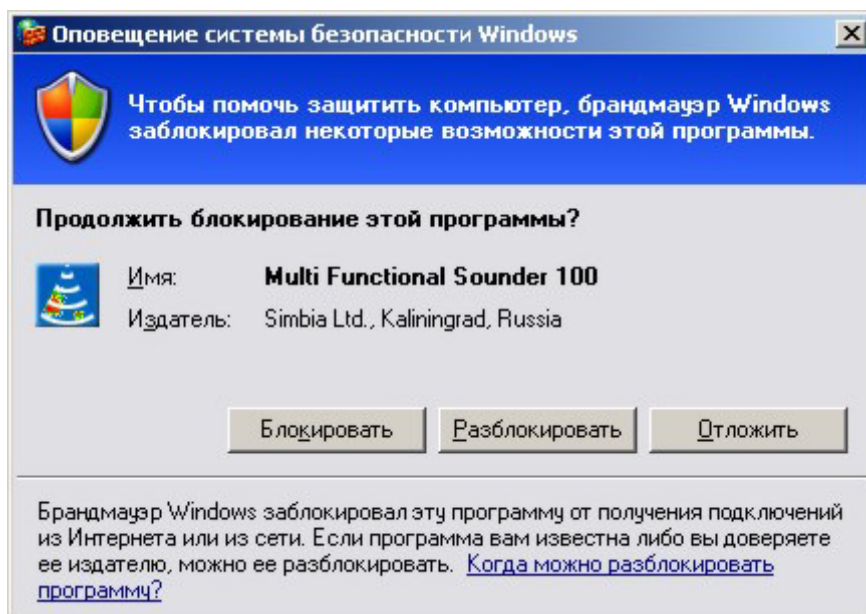 Оповещение системы безопасности Windows
Чтобы помочь защитить компьютер, брандмауэр Windows
заблокировал некоторые возможности этой программы.
Продолжить блокирование этой программы?
Имя: Multi Functional Sounder 100
Издатель: Simbia Ltd., Kaliningrad, Russia
Блокировать Разблокировать Отложить
Брандмауэр Windows заблокировал эту программу от получения подключений
из Интернета или из сети. Если программа вам известна либо вы доверяете
ее издателю, можно ее разблокировать. Когда можно разблокировать
программу?